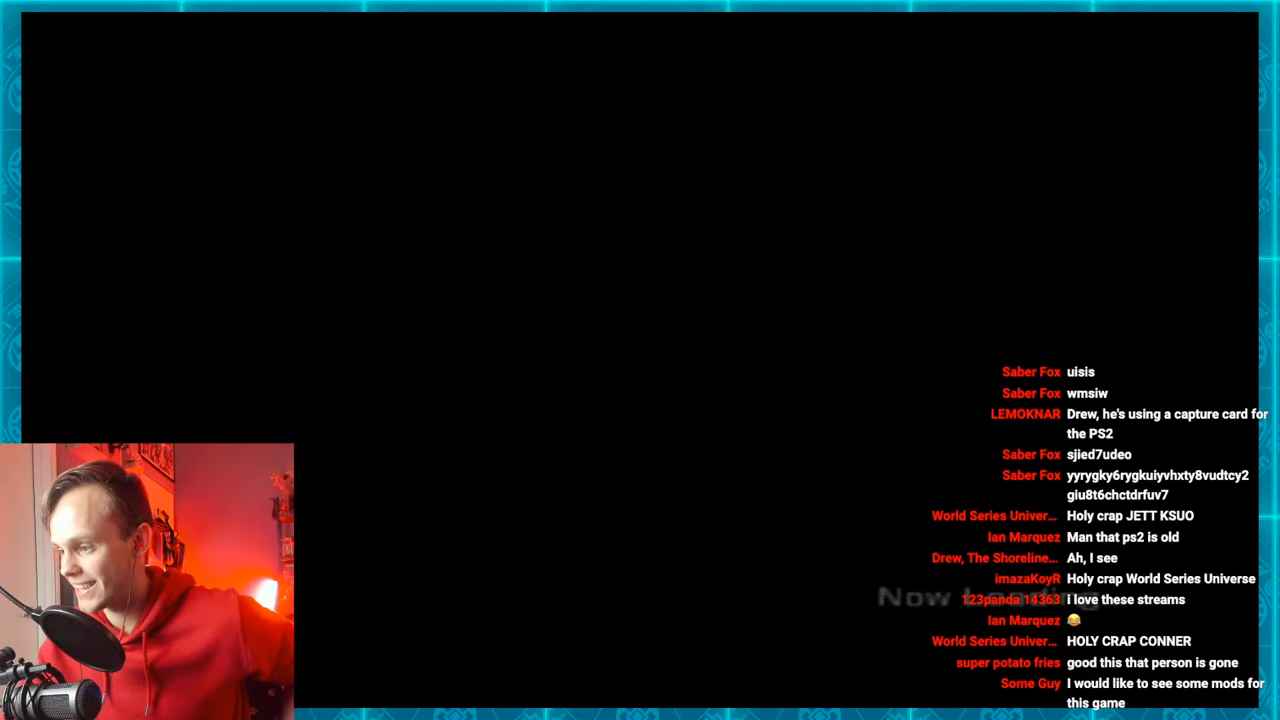 Saber Fox uisis
Saber Fox wmsiw
LEMOKNAR Drew, he's using a capture card for
the PS2
Saber Fox sjied7udeo
Saber Fox yyrygky6rygkuiyvhxty8vudtcy2
giu8t6chctdrfuv7
World Series Univer... Holy crap JETT KSUO
Ian Marquez Man that ps2 is old
Drew, The Shoreline... Ah, I see
imazaKoyR Holy crap World Series Universe
Now Loading
123panda 14363 i love these streams
Ian Marquez 😂
World Series Univer... HOLY CRAP CONNER
super potato fries good this that person is gone
Some Guy I would like to see some mods for
this game